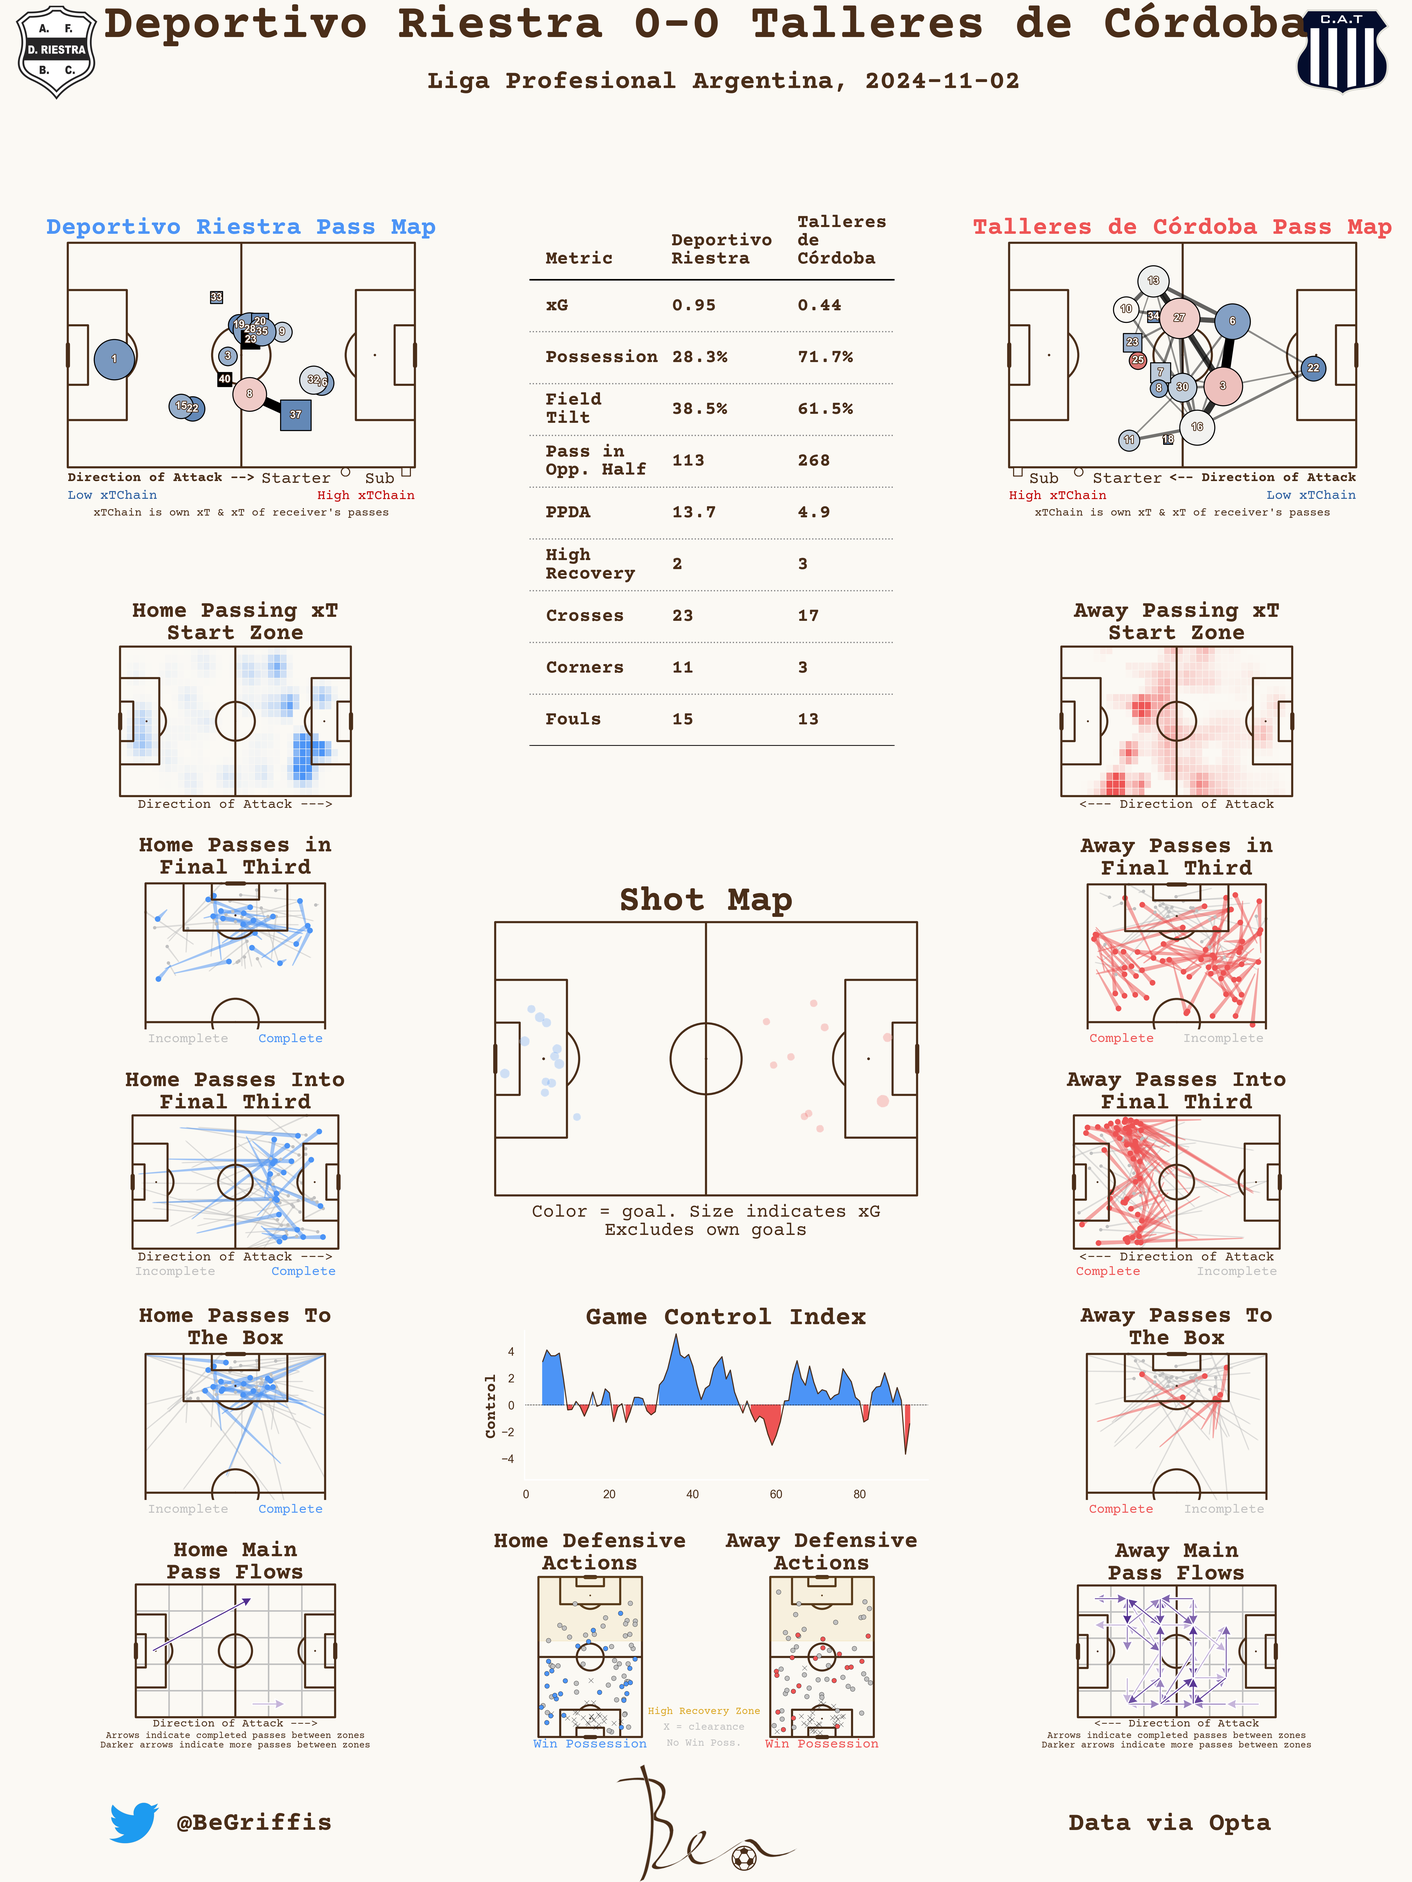 Deportivo Riestra 0-0 Talleres de Córdoba
Liga Profesional Argentina, 2024-11-02
A. F.
D. RIESTRA
B. C.
C.A.T
Deportivo Riestra Pass Map
33
19
20
28
35
9
23
1
3
40
32
6
8
15
22
37
Direction of Attack --> Starter Sub
Low xTChain High xTChain
xTChain is own xT & xT of receiver's passes
Metric Deportivo Riestra Talleres de Córdoba
xG 0.95 0.44
Possession 28.3% 71.7%
Field Tilt 38.5% 61.5%
Pass in Opp. Half 113 268
PPDA 13.7 4.9
High Recovery 2 3
Crosses 23 17
Corners 11 3
Fouls 15 13
Talleres de Córdoba Pass Map
13
10
34
27
6
23
25
7
22
8
30
3
16
11
18
Sub Starter <-- Direction of Attack
High xTChain Low xTChain
xTChain is own xT & xT of receiver's passes
Home Passing xT
Start Zone
Direction of Attack --->
Away Passing xT
Start Zone
<--- Direction of Attack
Home Passes in
Final Third
Incomplete Complete
Away Passes in
Final Third
Complete Incomplete
Shot Map
Color = goal. Size indicates xG
Excludes own goals
Home Passes Into
Final Third
Direction of Attack --->
Incomplete Complete
Away Passes Into
Final Third
<--- Direction of Attack
Complete Incomplete
Home Passes To
The Box
Incomplete Complete
Game Control Index
Control
4
2
0
−2
−4
0 20 40 60 80
Away Passes To
The Box
Complete Incomplete
Home Main
Pass Flows
Direction of Attack --->
Arrows indicate completed passes between zones
Darker arrows indicate more passes between zones
Home Defensive
Actions
Win Possession
Away Defensive
Actions
Win Possession
High Recovery Zone
X = clearance
No Win Poss.
Away Main
Pass Flows
<--- Direction of Attack
Arrows indicate completed passes between zones
Darker arrows indicate more passes between zones
@BeGriffis
Ben
Data via Opta